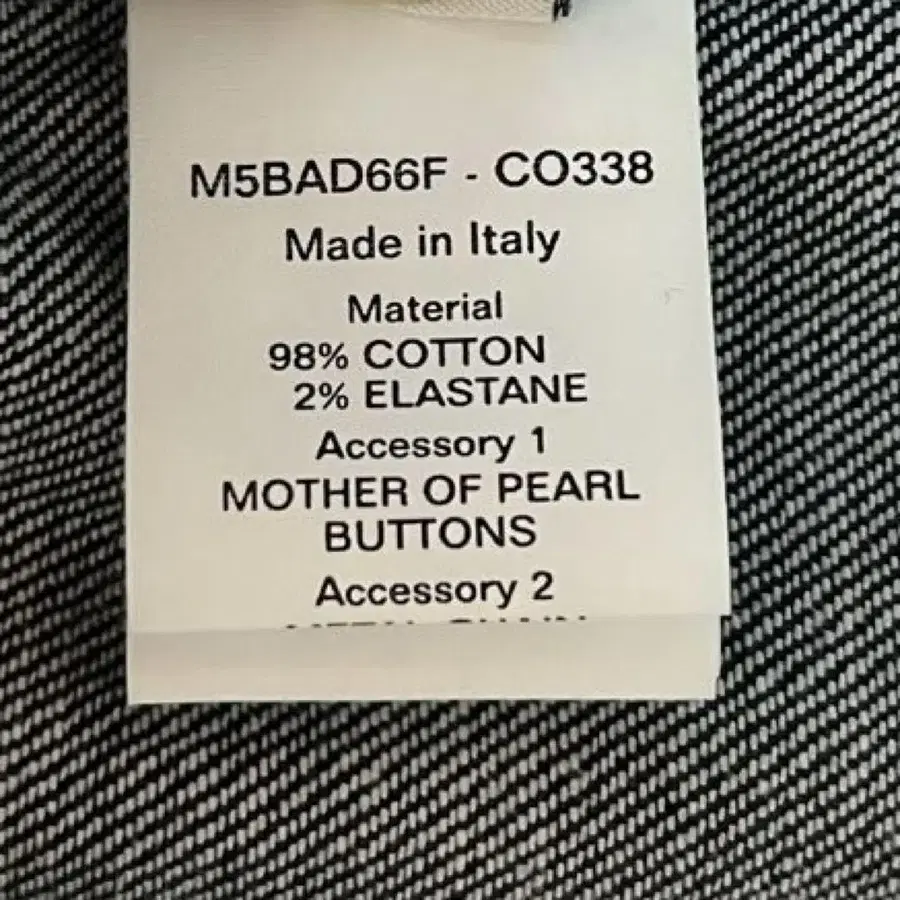 M5BAD66F - CO338
Made in Italy
Material
98% COTTON
2% ELASTANE
Accessory 1
MOTHER OF PEARL
BUTTONS
Accessory 2